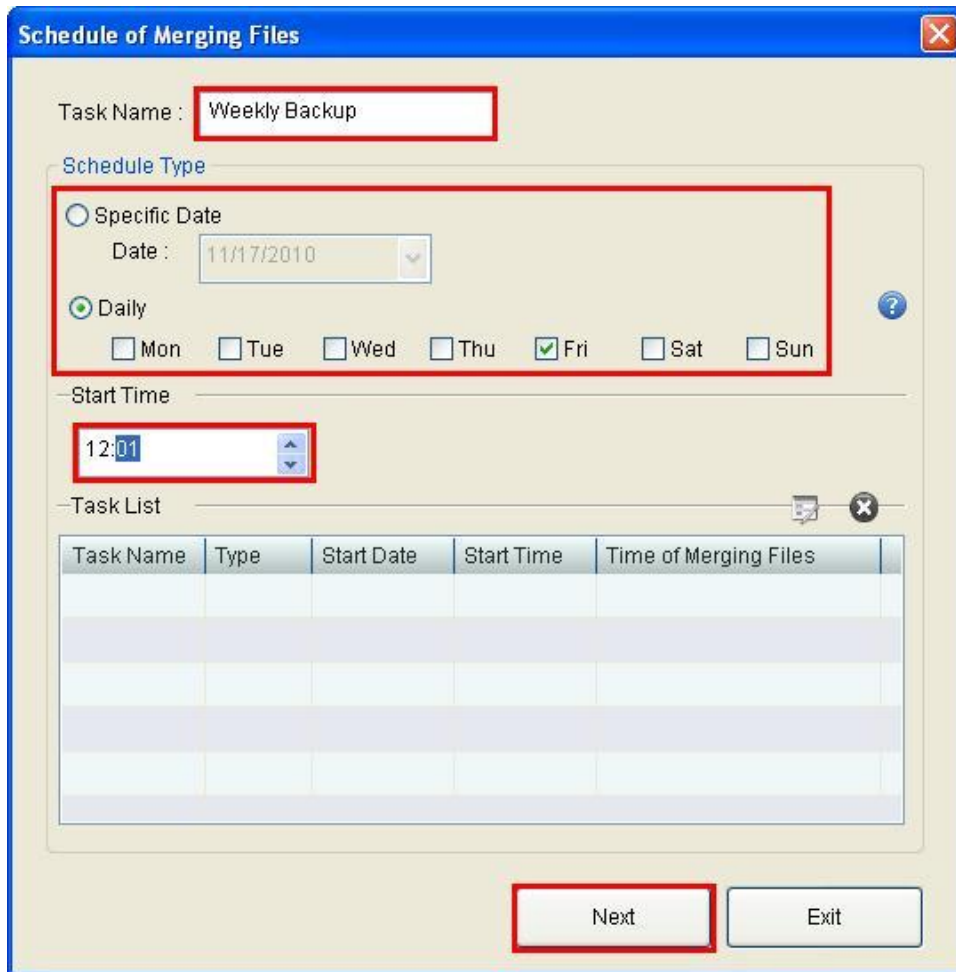 Schedule of Merging Files
Task Name : Weekly Backup
Schedule Type
Specific Date
Date : 11/17/2010
Daily
Mon Tue Wed Thu Fri Sat Sun
Start Time
12:01
Task List
Task Name Type Start Date Start Time Time of Merging Files
Next Exit